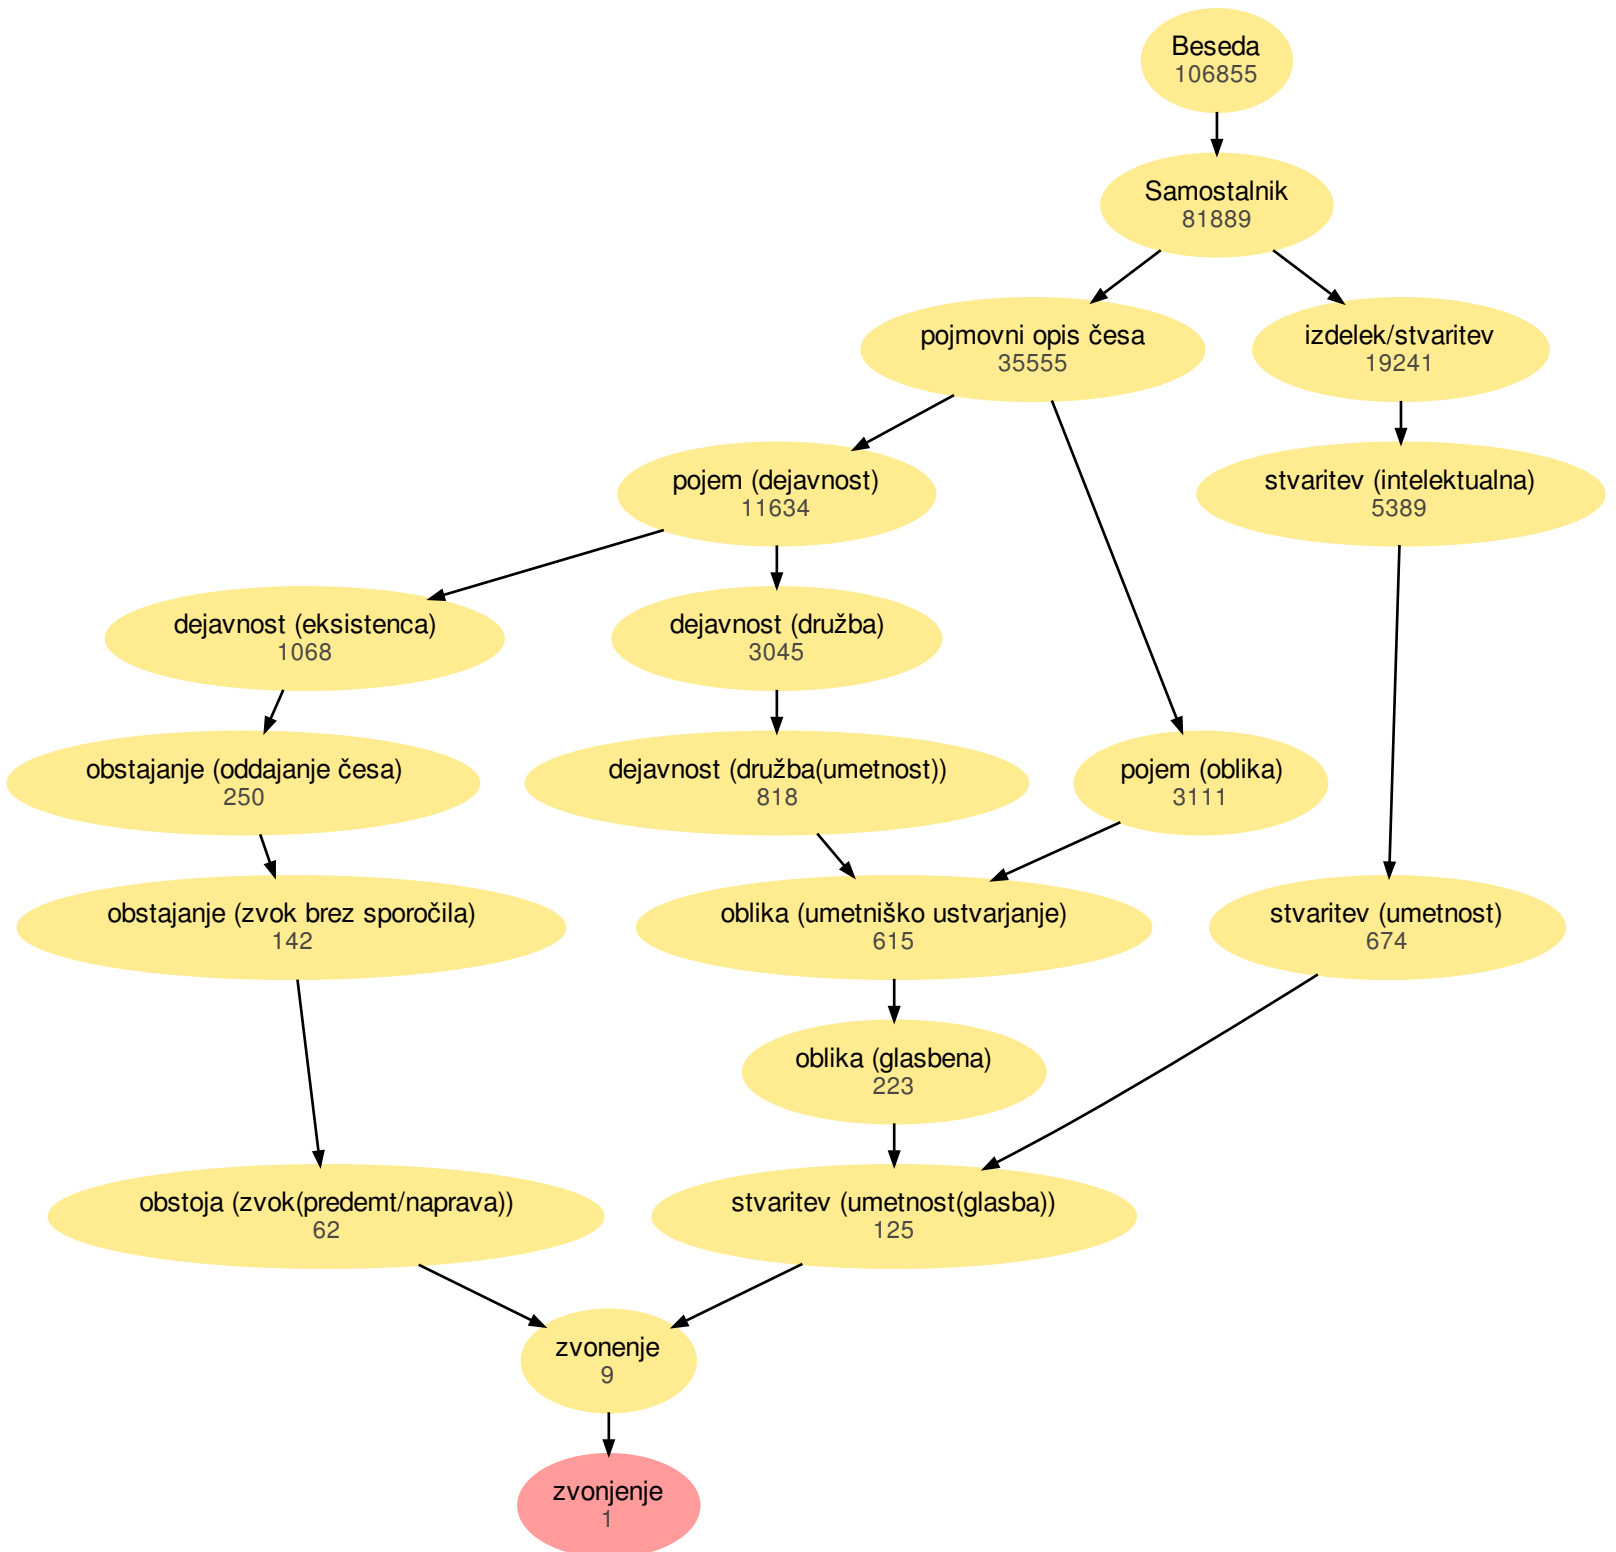 Beseda
106855
Samostalnik
81889
pojmovni opis česa
35555
izdelek/stvaritev
19241
pojem (dejavnost)
11634
stvaritev (intelektualna)
5389
dejavnost (eksistenca)
1068
dejavnost (družba)
3045
obstajanje (oddajanje česa)
250
dejavnost (družba(umetnost))
818
pojem (oblika)
3111
obstajanje (zvok brez sporočila)
142
oblika (umetniško ustvarjanje)
615
stvaritev (umetnost)
674
oblika (glasbena)
223
obstoja (zvok(predemt/naprava))
62
stvaritev (umetnost(glasba))
125
zvonenje
9
zvonjenje
1